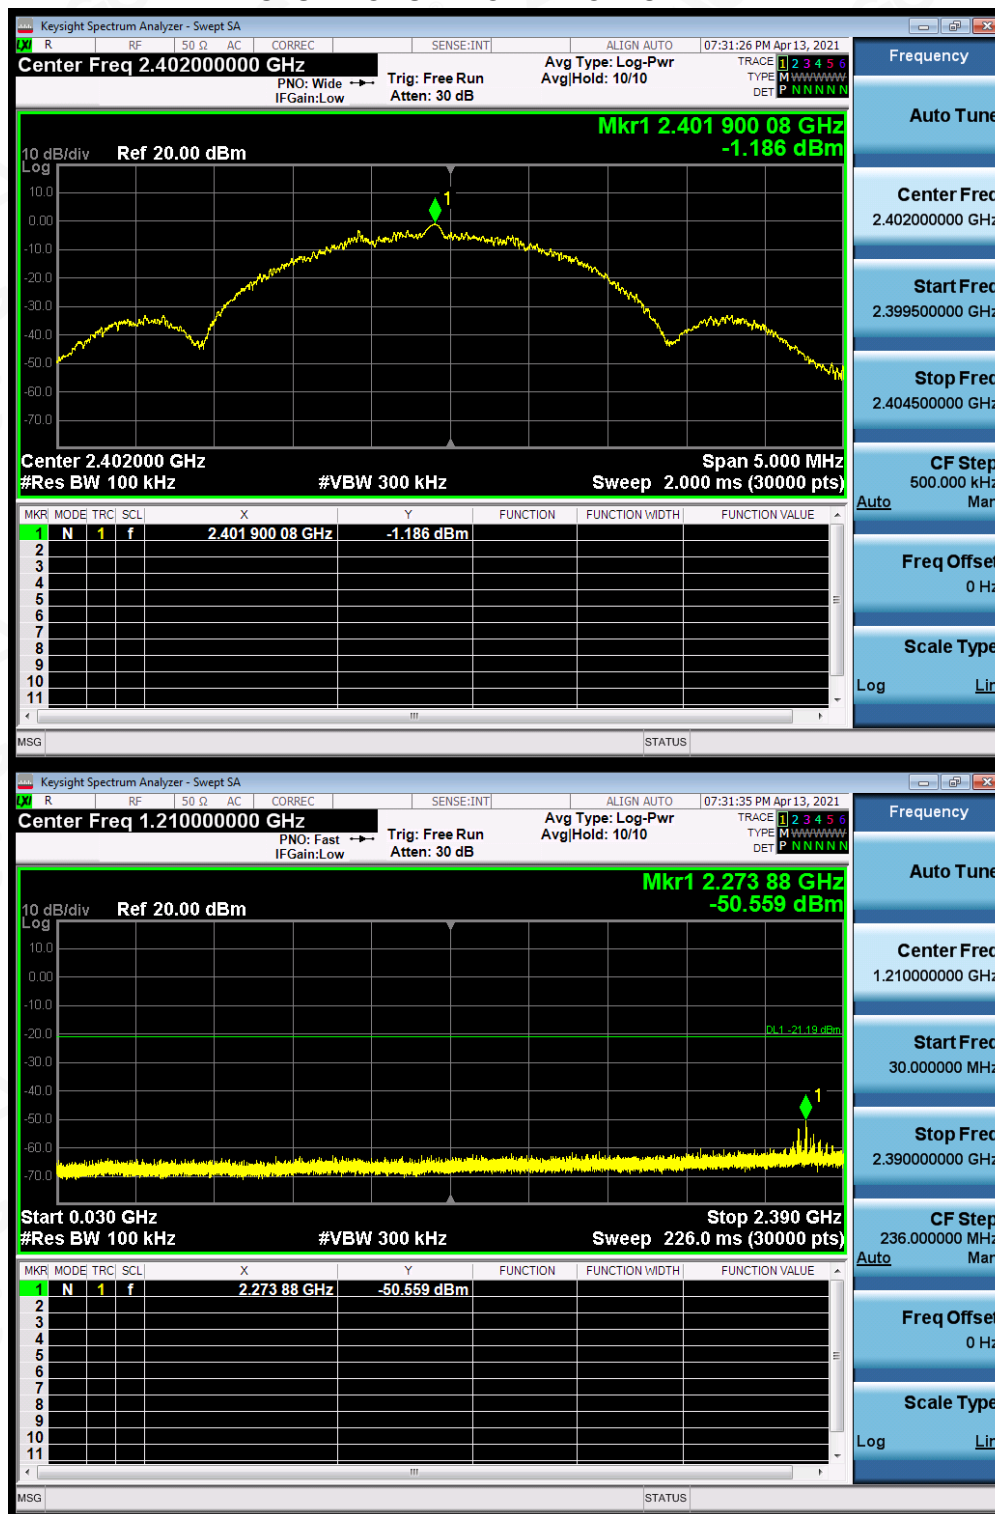 Keysight Spectrum Analyzer - Swept SA
LXI R RF 50 Ω AC CORREC SENSE:INT ALIGN AUTO 07:31:26 PM Apr 13, 2021
Center Freq 2.402000000 GHz
PNO: Wide
IFGain:Low
Trig: Free Run
Atten: 30 dB
Avg Type: Log-Pwr
Avg|Hold: 10/10
TRACE 1 2 3 4 5 6
TYPE M WWWWW
DET P N N N N N
Mkr1 2.401 900 08 GHz
-1.186 dBm
10 dB/div Ref 20.00 dBm
Log
10.0
0.00
-10.0
-20.0
-30.0
-40.0
-50.0
-60.0
-70.0
1
Center 2.402000 GHz Span 5.000 MHz
#Res BW 100 kHz #VBW 300 kHz Sweep 2.000 ms (30000 pts)
MKR MODE TRC SCL X Y FUNCTION FUNCTION WIDTH FUNCTION VALUE
1 N 1 f 2.401 900 08 GHz -1.186 dBm
2
3
4
5
6
7
8
9
10
11
MSG STATUS
Frequency
Auto Tune
Center Freq
2.402000000 GHz
Start Freq
2.399500000 GHz
Stop Freq
2.404500000 GHz
CF Step
500.000 kHz
Auto Man
Freq Offset
0 Hz
Scale Type
Log Lin
Keysight Spectrum Analyzer - Swept SA
LXI R RF 50 Ω AC CORREC SENSE:INT ALIGN AUTO 07:31:35 PM Apr 13, 2021
Center Freq 1.210000000 GHz
PNO: Fast
IFGain:Low
Trig: Free Run
Atten: 30 dB
Avg Type: Log-Pwr
Avg|Hold: 10/10
TRACE 1 2 3 4 5 6
TYPE M WWWWW
DET P N N N N N
Mkr1 2.273 88 GHz
-50.559 dBm
10 dB/div Ref 20.00 dBm
Log
10.0
0.00
-10.0
-20.0
-30.0
-40.0
-50.0
-60.0
-70.0
DL1 -21.19 dBm
1
Start 0.030 GHz Stop 2.390 GHz
#Res BW 100 kHz #VBW 300 kHz Sweep 226.0 ms (30000 pts)
MKR MODE TRC SCL X Y FUNCTION FUNCTION WIDTH FUNCTION VALUE
1 N 1 f 2.273 88 GHz -50.559 dBm
2
3
4
5
6
7
8
9
10
11
MSG STATUS
Frequency
Auto Tune
Center Freq
1.210000000 GHz
Start Freq
30.000000 MHz
Stop Freq
2.390000000 GHz
CF Step
236.000000 MHz
Auto Man
Freq Offset
0 Hz
Scale Type
Log Lin